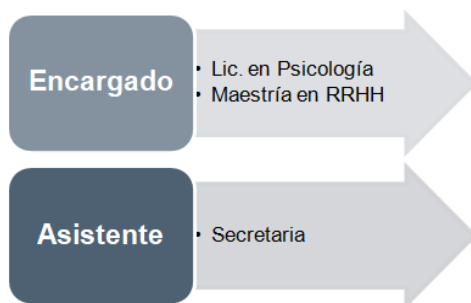 Encargado
• Lic. en Psicología
• Maestría en RRHH
Asistente
• Secretaria